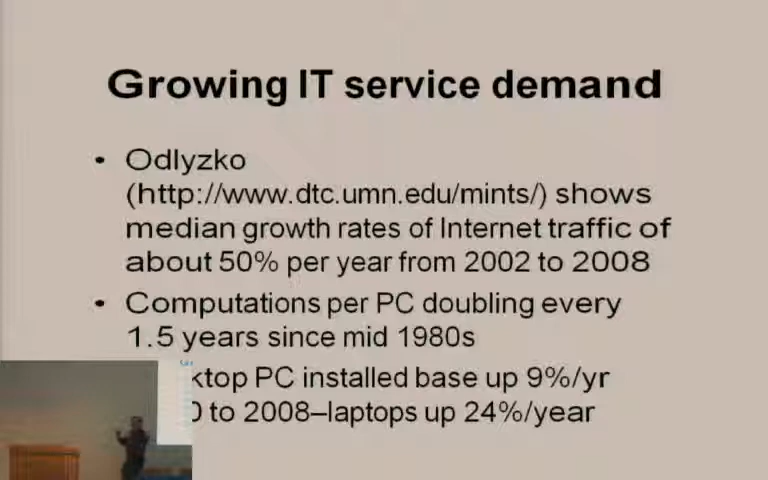 Growing IT service demand
• Odlyzko
(http://www.dtc.umn.edu/mints/) shows
median growth rates of Internet traffic of
about 50% per year from 2002 to 2008
• Computations per PC doubling every
1.5 years since mid 1980s
PC installed base up 9%/yr
to 2008–laptops up 24%/year